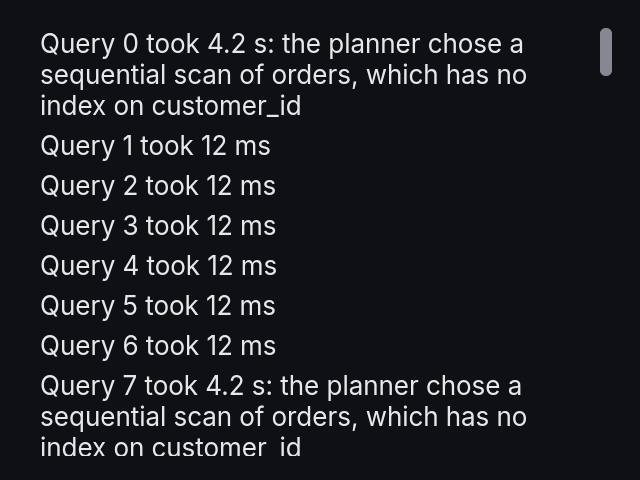 Query 0 took 4.2 s: the planner chose a
sequential scan of orders, which has no
index on customer_id
Query 1 took 12 ms
Query 2 took 12 ms
Query 3 took 12 ms
Query 4 took 12 ms
Query 5 took 12 ms
Query 6 took 12 ms
Query 7 took 4.2 s: the planner chose a
sequential scan of orders, which has no
index on customer_id